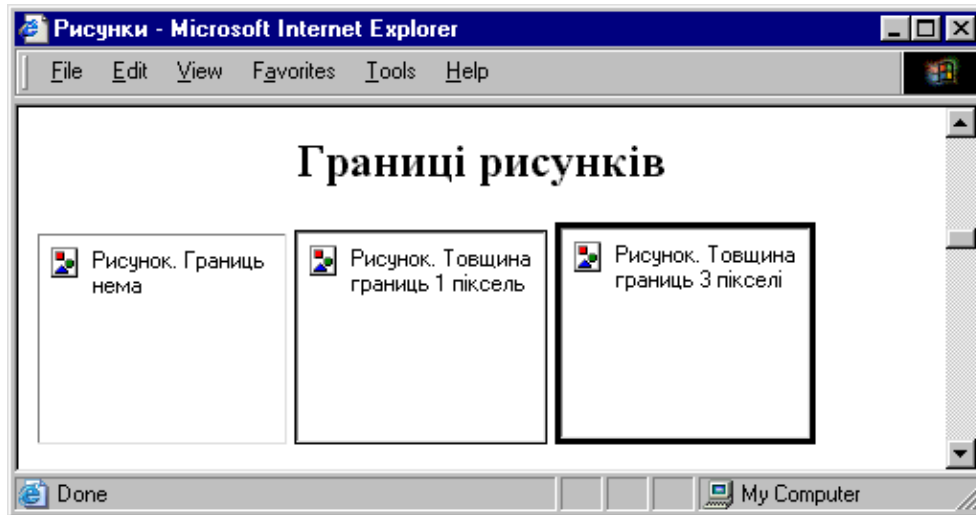 Рисунки - Microsoft Internet Explorer
File Edit View Favorites Tools Help
Границі рисунків
Рисунок. Границь
нема
Рисунок. Товщина
границь 1 піксель
Рисунок. Товщина
границь 3 пікселі
Done
My Computer